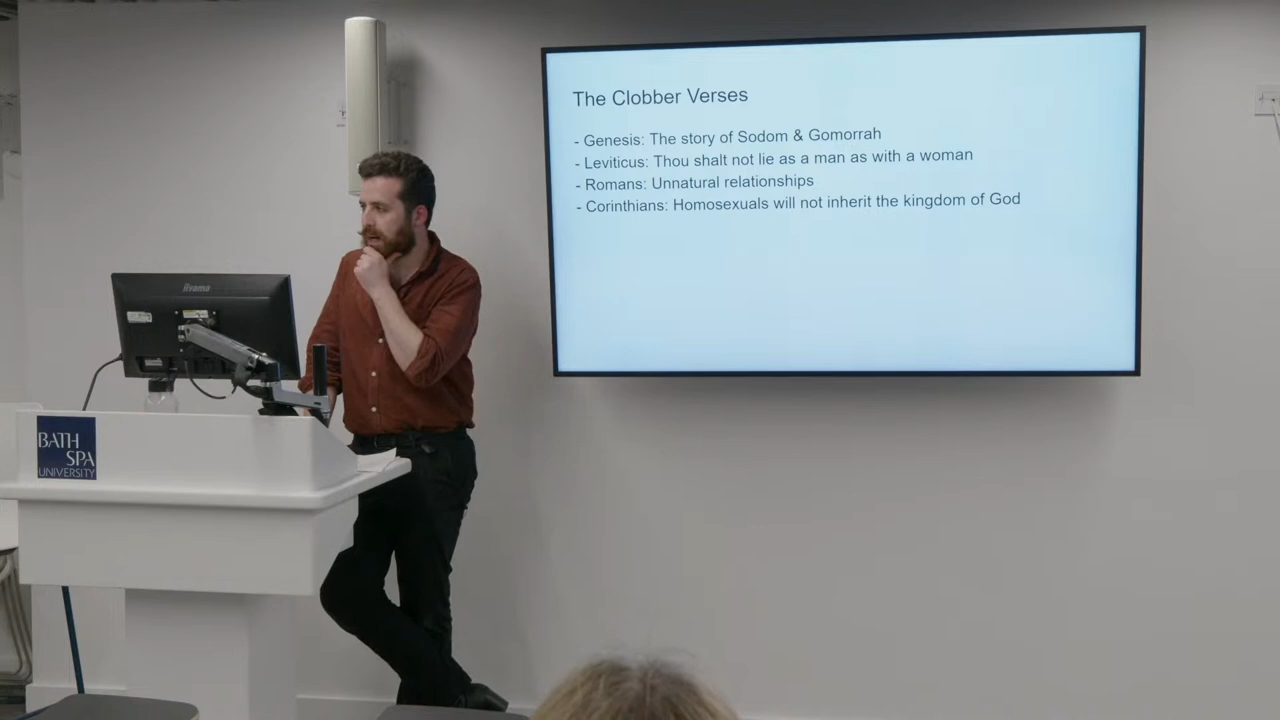 The Clobber Verses
- Genesis: The story of Sodom & Gomorrah
- Leviticus: Thou shalt not lie as a man as with a woman
- Romans: Unnatural relationships
- Corinthians: Homosexuals will not inherit the kingdom of God
iiyama
BATH
SPA
UNIVERSITY